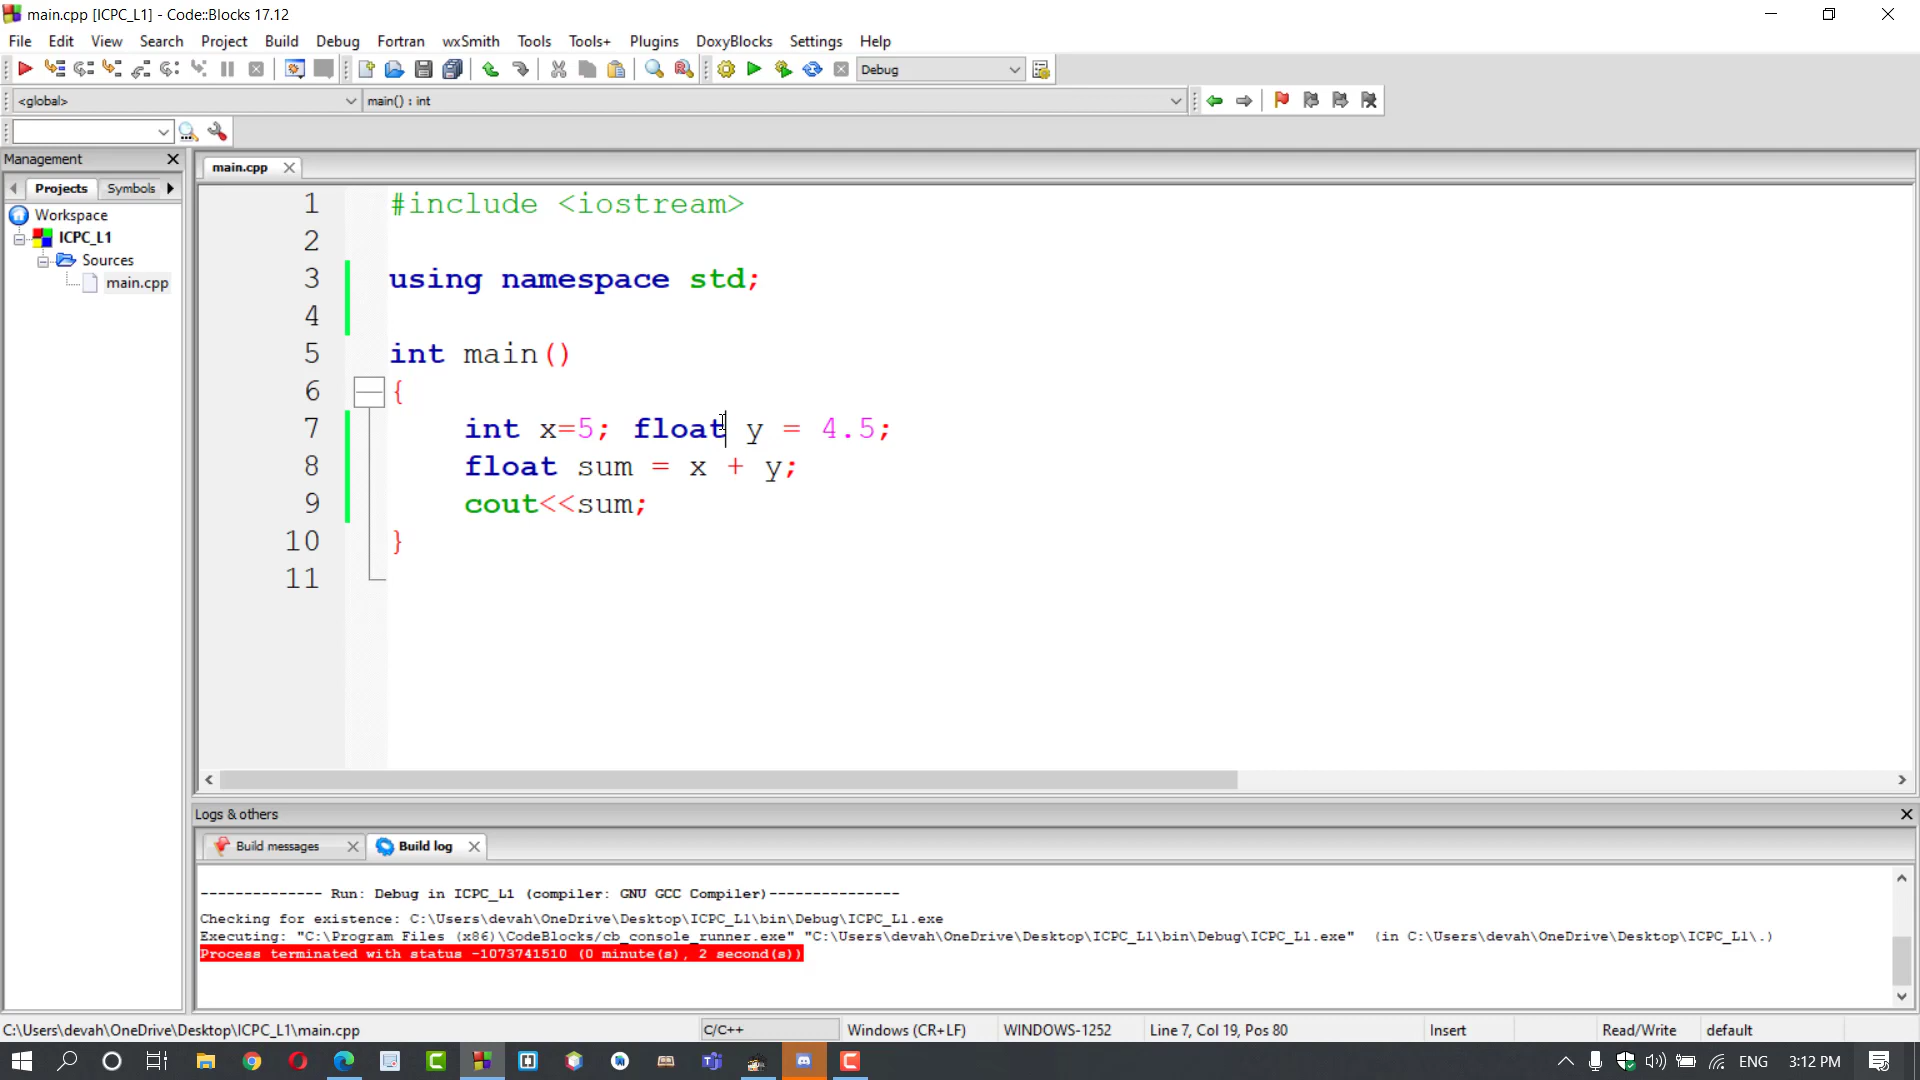 main.cpp [ICPC_L1] - Code::Blocks 17.12
File Edit View Search Project Build Debug Fortran wxSmith Tools Tools+ Plugins DoxyBlocks Settings Help
Debug
<global> main() : int
Management
Projects Symbols
Workspace
ICPC_L1
Sources
main.cpp
main.cpp
1 #include <iostream>
2
3 using namespace std;
4
5 int main()
6 {
7 int x=5; float y = 4.5;
8 float sum = x + y;
9 cout<<sum;
10 }
11
Logs & others
Build messages Build log
-------------- Run: Debug in ICPC_L1 (compiler: GNU GCC Compiler)---------------
Checking for existence: C:\Users\devah\OneDrive\Desktop\ICPC_L1\bin\Debug\ICPC_L1.exe
Executing: "C:\Program Files (x86)\CodeBlocks/cb_console_runner.exe" "C:\Users\devah\OneDrive\Desktop\ICPC_L1\bin\Debug\ICPC_L1.exe" (in C:\Users\devah\OneDrive\Desktop\ICPC_L1\.)
Process terminated with status -1073741510 (0 minute(s), 2 second(s))
C:\Users\devah\OneDrive\Desktop\ICPC_L1\main.cpp C/C++ Windows (CR+LF) WINDOWS-1252 Line 7, Col 19, Pos 80 Insert Read/Write default
ENG 3:12 PM